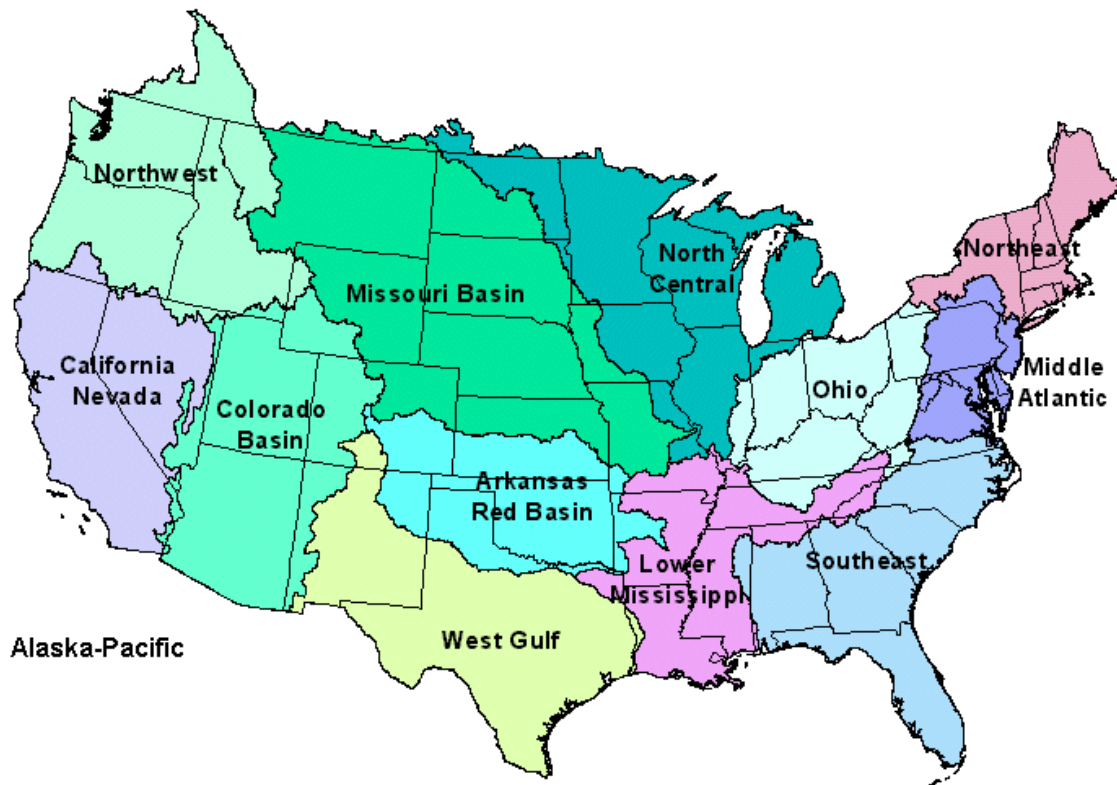 Northwest
Northeast
North
Central
Missouri Basin
California
Nevada
Middle
Atlantic
Ohio
Colorado
Basin
Arkansas
Red Basin
Lower
Mississippi
Southeast
West Gulf
Alaska-Pacific